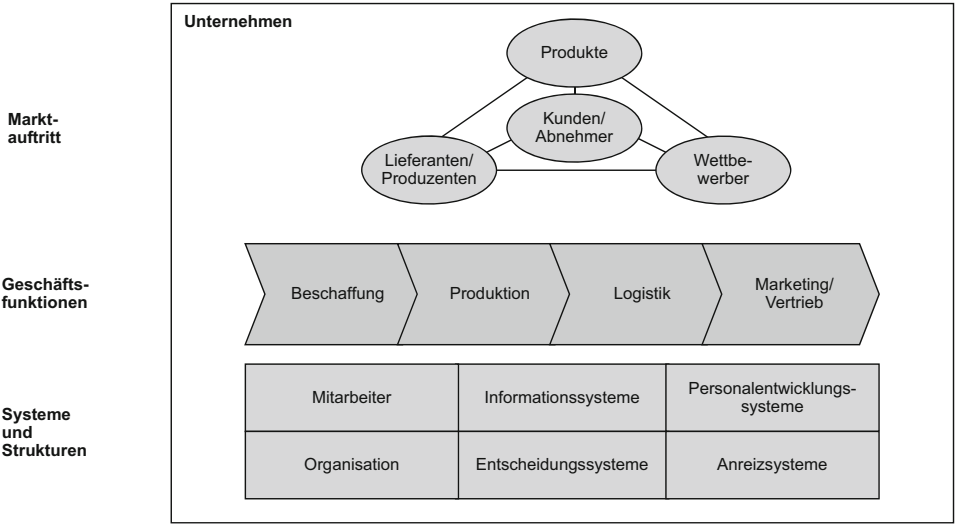 Unternehmen
Produkte
Markt-
auftritt
Kunden/
Abnehmer
Lieferanten/
Produzenten
Wettbe-
werber
Geschäfts-
funktionen
Beschaffung
Produktion
Logistik
Marketing/
Vertrieb
Systeme
und
Strukturen
Mitarbeiter
Informationssysteme
Personalentwicklungs-
systeme
Organisation
Entscheidungssysteme
Anreizsysteme